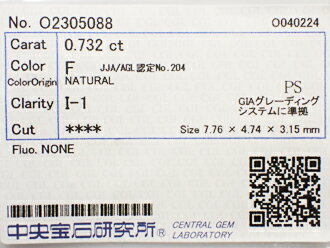 No. O2305088 O040224
Carat 0.732 ct
Color F JJA/AGL認定No.204
ColorOrigin NATURAL
Clarity I-1 PS
GIAグレーディング
システムに準拠
Cut ****
Size 7.76 × 4.74 × 3.15 mm
Fluo. NONE
中央宝石研究所® CENTRAL GEM
LABORATORY